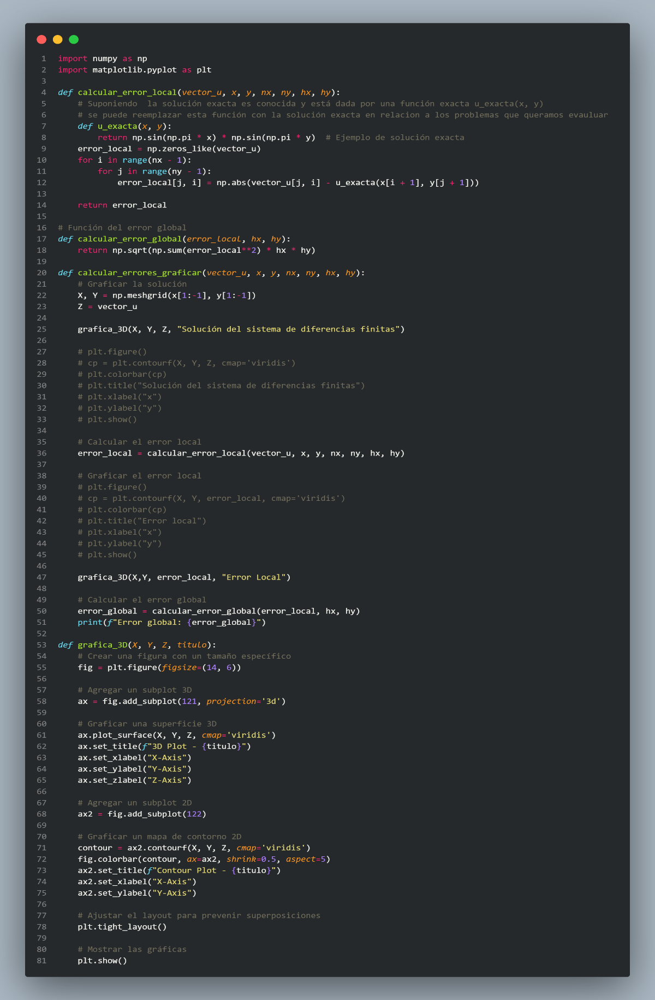 1 import numpy as np
2 import matplotlib.pyplot as plt
3
4 def calcular_error_local(vector_u, x, y, nx, ny, hx, hy):
5     # Suponiendo  la solución exacta es conocida y está dada por una función exacta u_exacta(x, y)
6     # se puede reemplazar esta función con la solución exacta en relacion a los problemas que queramos evauluar
7     def u_exacta(x, y):
8         return np.sin(np.pi * x) * np.sin(np.pi * y)  # Ejemplo de solución exacta
9     error_local = np.zeros_like(vector_u)
10     for i in range(nx - 1):
11         for j in range(ny - 1):
12             error_local[j, i] = np.abs(vector_u[j, i] - u_exacta(x[i + 1], y[j + 1]))
13
14     return error_local
15
16 # Función del error global
17 def calcular_error_global(error_local, hx, hy):
18     return np.sqrt(np.sum(error_local**2) * hx * hy)
19
20 def calcular_errores_graficar(vector_u, x, y, nx, ny, hx, hy):
21     # Graficar la solución
22     X, Y = np.meshgrid(x[1:-1], y[1:-1])
23     Z = vector_u
24
25     grafica_3D(X, Y, Z, "Solución del sistema de diferencias finitas")
26
27     # plt.figure()
28     # cp = plt.contourf(X, Y, Z, cmap='viridis')
29     # plt.colorbar(cp)
30     # plt.title("Solución del sistema de diferencias finitas")
31     # plt.xlabel("x")
32     # plt.ylabel("y")
33     # plt.show()
34
35     # Calcular el error local
36     error_local = calcular_error_local(vector_u, x, y, nx, ny, hx, hy)
37
38     # Graficar el error local
39     # plt.figure()
40     # cp = plt.contourf(X, Y, error_local, cmap='viridis')
41     # plt.colorbar(cp)
42     # plt.title("Error local")
43     # plt.xlabel("x")
44     # plt.ylabel("y")
45     # plt.show()
46
47     grafica_3D(X,Y, error_local, "Error Local")
48
49     # Calcular el error global
50     error_global = calcular_error_global(error_local, hx, hy)
51     print(f"Error global: {error_global}")
52
53 def grafica_3D(X, Y, Z, titulo):
54     # Crear una figura con un tamaño específico
55     fig = plt.figure(figsize=(14, 6))
56
57     # Agregar un subplot 3D
58     ax = fig.add_subplot(121, projection='3d')
59
60     # Graficar una superficie 3D
61     ax.plot_surface(X, Y, Z, cmap='viridis')
62     ax.set_title(f"3D Plot - {titulo}")
63     ax.set_xlabel("X-Axis")
64     ax.set_ylabel("Y-Axis")
65     ax.set_zlabel("Z-Axis")
66
67     # Agregar un subplot 2D
68     ax2 = fig.add_subplot(122)
69
70     # Graficar un mapa de contorno 2D
71     contour = ax2.contourf(X, Y, Z, cmap='viridis')
72     fig.colorbar(contour, ax=ax2, shrink=0.5, aspect=5)
73     ax2.set_title(f"Contour Plot - {titulo}")
74     ax2.set_xlabel("X-Axis")
75     ax2.set_ylabel("Y-Axis")
76
77     # Ajustar el layout para prevenir superposiciones
78     plt.tight_layout()
79
80     # Mostrar las gráficas
81     plt.show()